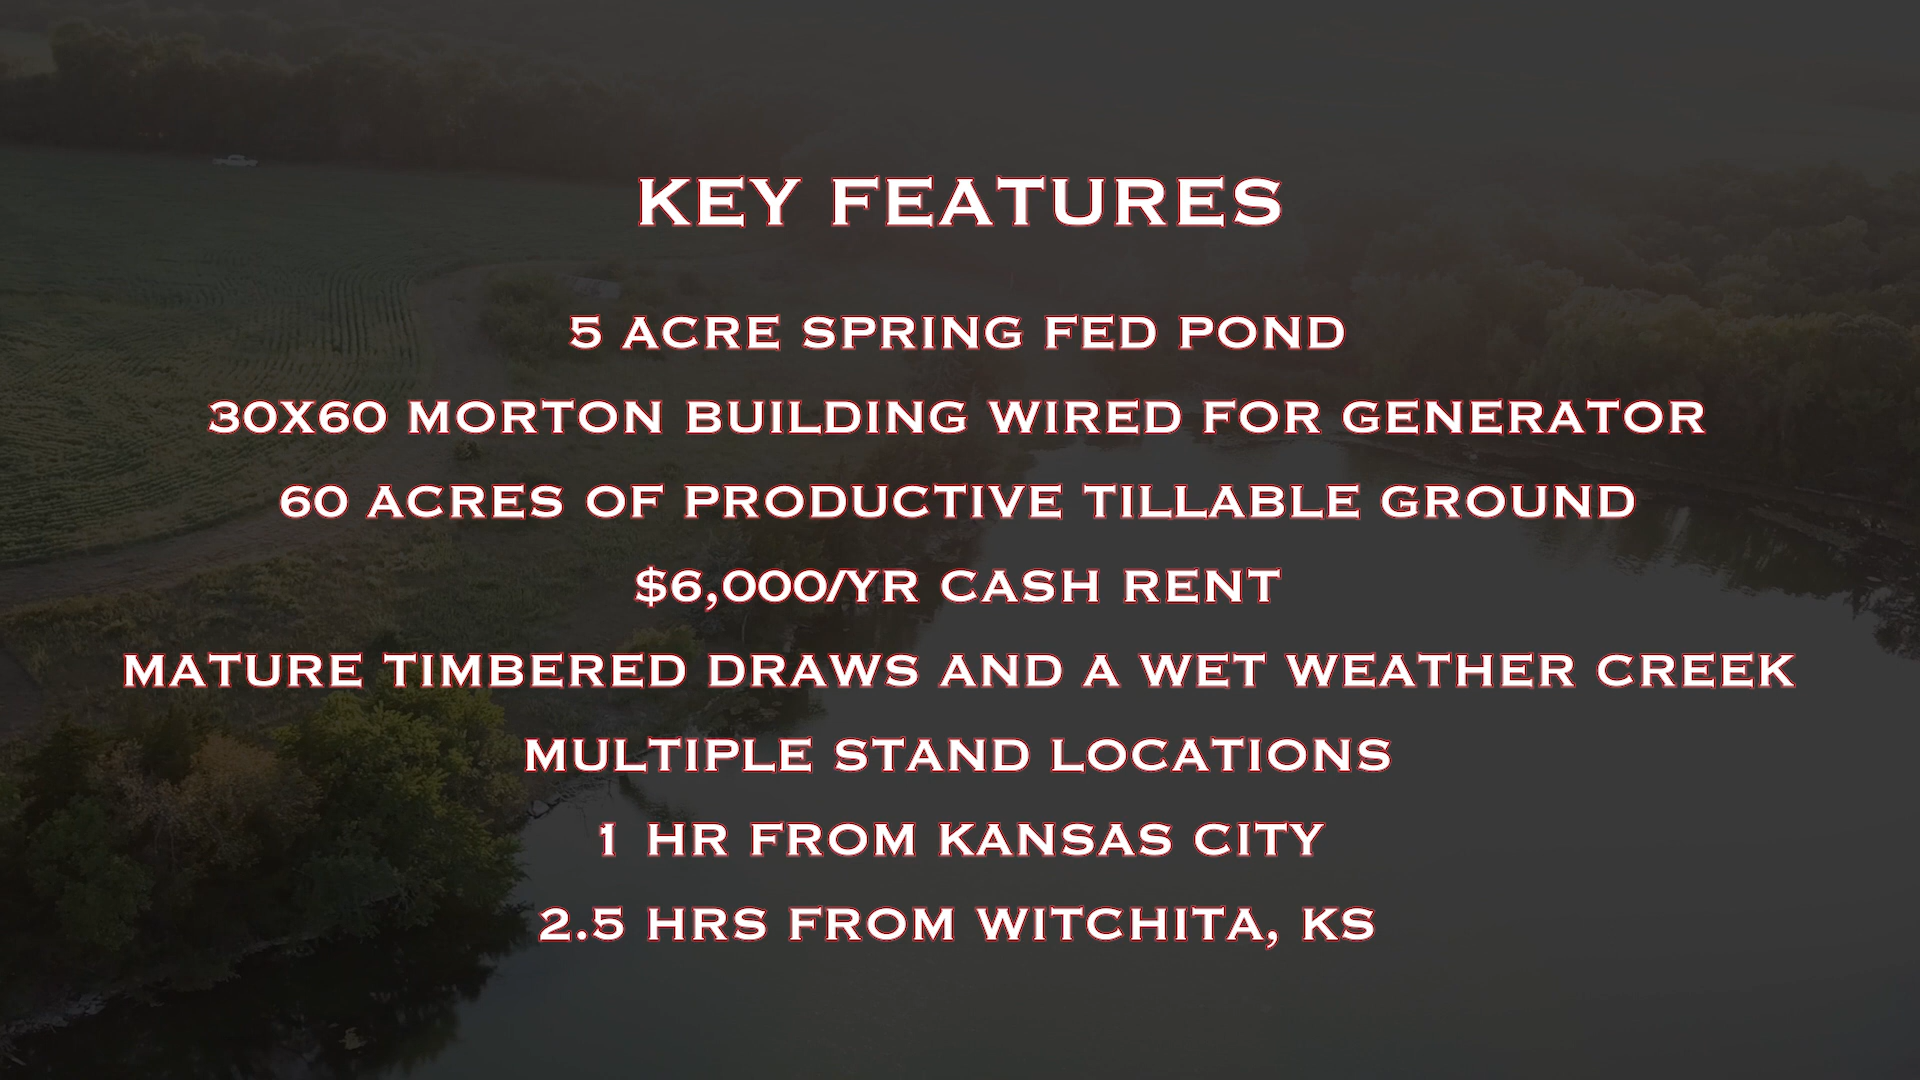 KEY FEATURES
5 ACRE SPRING FED POND
30X60 MORTON BUILDING WIRED FOR GENERATOR
60 ACRES OF PRODUCTIVE TILLABLE GROUND
$6,000/YR CASH RENT
MATURE TIMBERED DRAWS AND A WET WEATHER CREEK
MULTIPLE STAND LOCATIONS
1 HR FROM KANSAS CITY
2.5 HRS FROM WITCHITA, KS